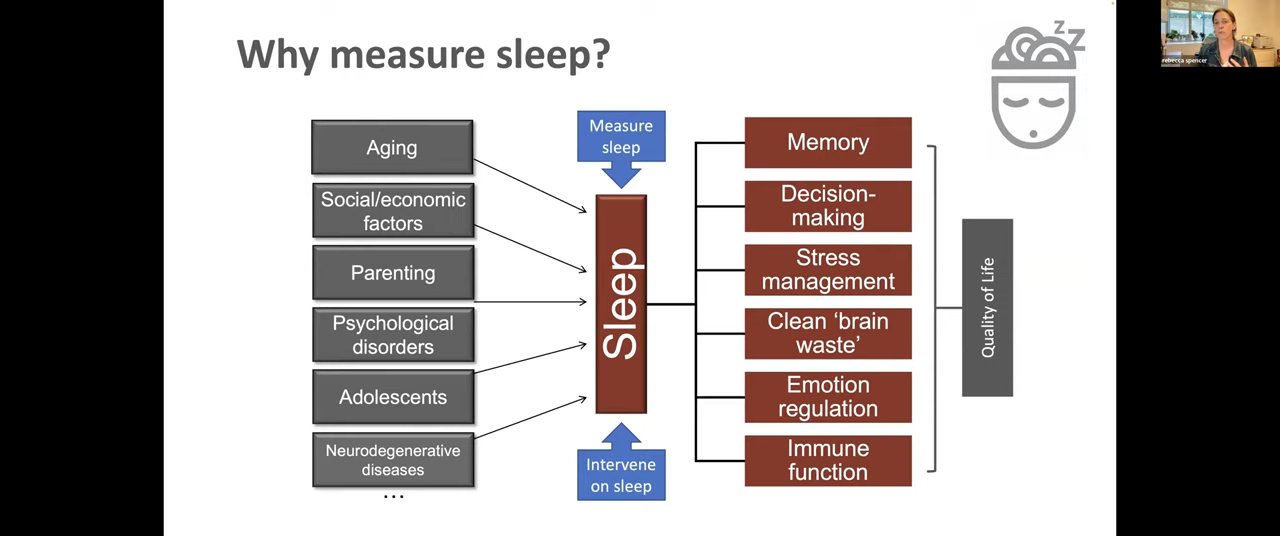 Why measure sleep?
z
Z
rebecca spencer
Aging
Social/economic
factors
Parenting
Psychological
disorders
Adolescents
Neurodegenerative
diseases
...
Measure
sleep
Sleep
Intervene
on sleep
Memory
Decision-
making
Stress
management
Clean ‘brain
waste’
Emotion
regulation
Immune
function
Quality of Life